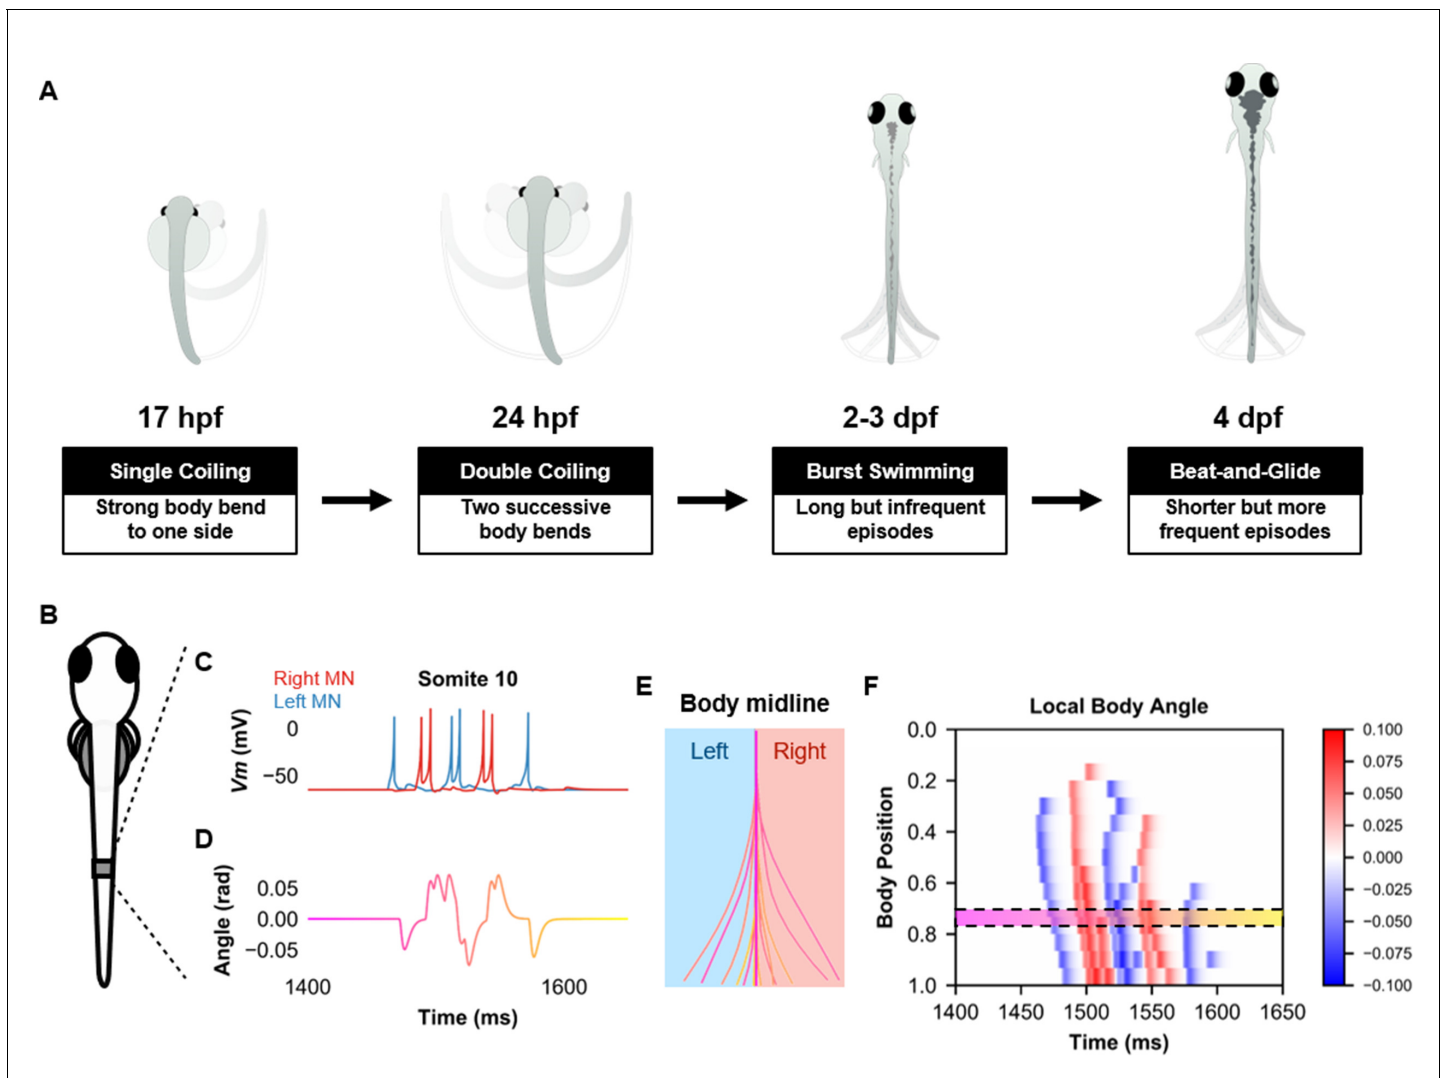 A
17 hpf
24 hpf
2-3 dpf
4 dpf
Single Coiling
Strong body bend
to one side
Double Coiling
Two successive
body bends
Burst Swimming
Long but infrequent
episodes
Beat-and-Glide
Shorter but more
frequent episodes
B
C
Right MN
Left MN
Somite 10
Vm (mV)
0
−50
D
Angle (rad)
0.05
0.00
−0.05
1400
1600
Time (ms)
E
Body midline
Left
Right
F
Local Body Angle
Body Position
0.0
0.2
0.4
0.6
0.8
1.0
1400
1450
1500
1550
1600
1650
Time (ms)
0.100
0.075
0.050
0.025
0.000
−0.025
−0.050
−0.075
−0.100